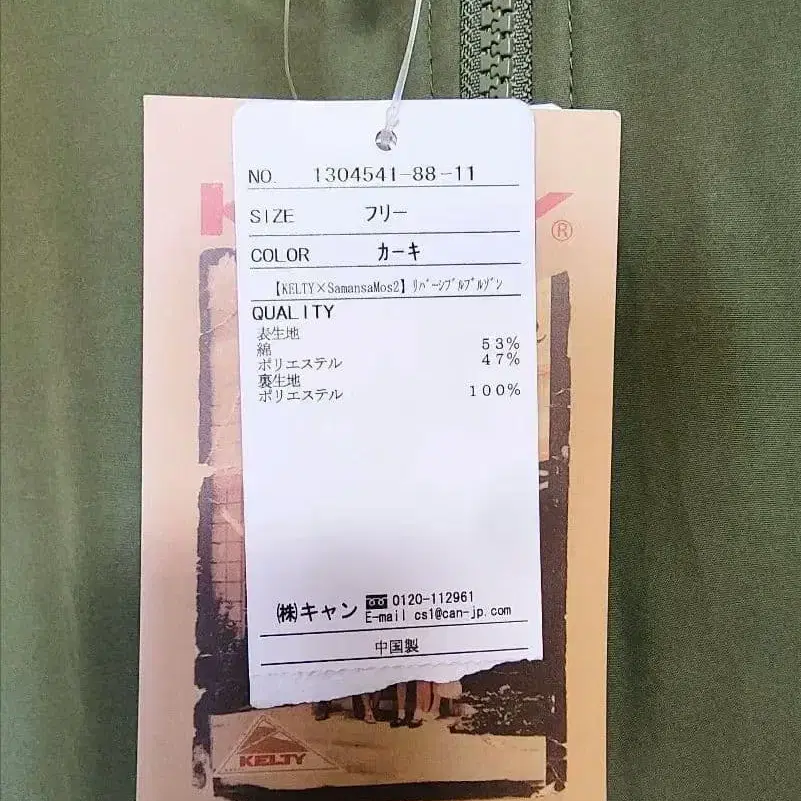 NO. 1304541-88-11
SIZE フリー
COLOR カーキ
【KELTY×SamansaMos2】ﾘﾊﾞｰｼﾌﾞﾙﾌﾞﾙｿﾞﾝ
QUALITY
表生地
綿 53%
ポリエステル 47%
裏生地
ポリエステル 100%
㈱キャン 0120-112961
E-mail cs1@can-jp.com
中国製
KELTY